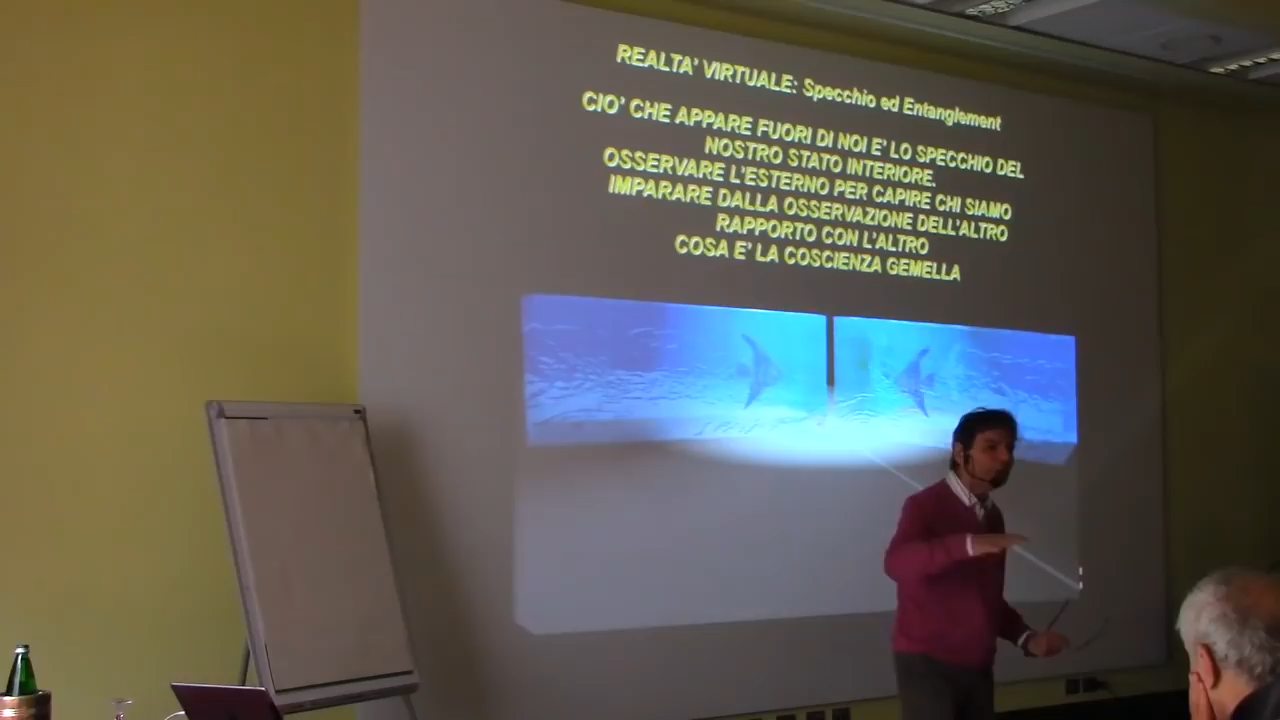 REALTA' VIRTUALE: Specchio ed Entanglement
CIO' CHE APPARE FUORI DI NOI E' LO SPECCHIO DEL
NOSTRO STATO INTERIORE.
OSSERVARE L'ESTERNO PER CAPIRE CHI SIAMO
IMPARARE DALLA OSSERVAZIONE DELL'ALTRO
RAPPORTO CON L'ALTRO
COSA E' LA COSCIENZA GEMELLA